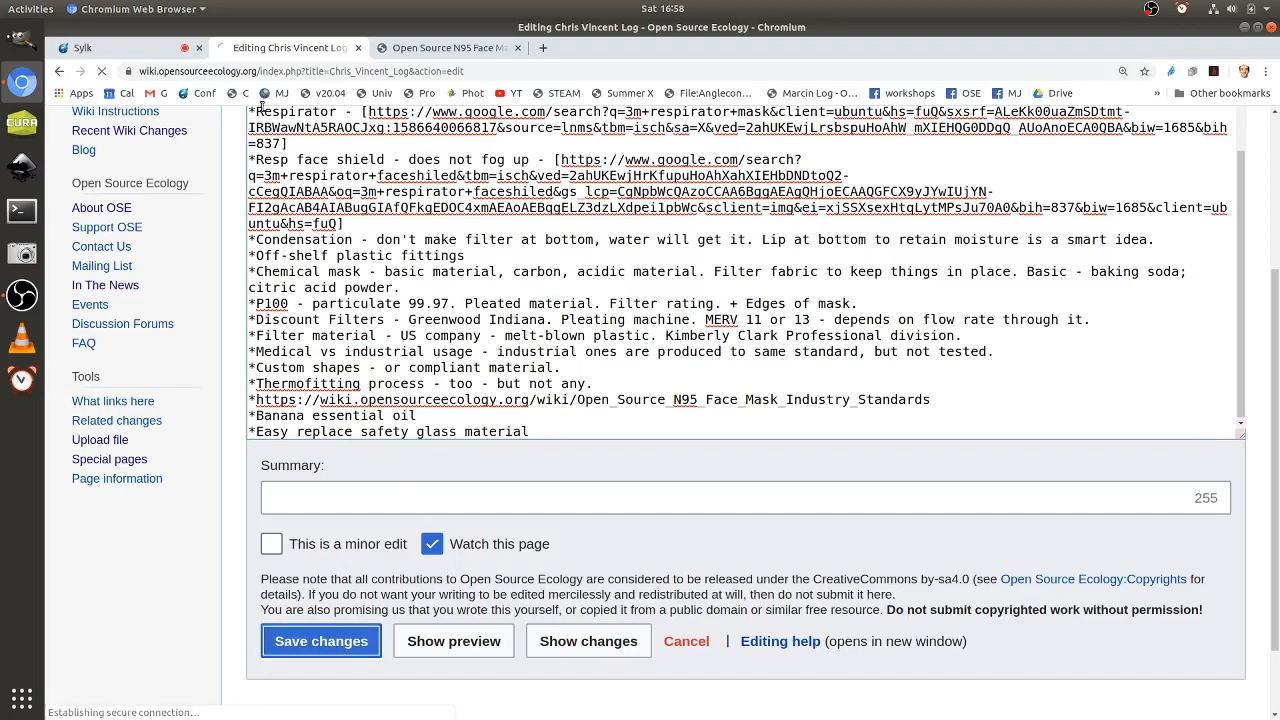 Activities
Chromium Web Browser
Sat 16:58
Editing Chris Vincent Log - Open Source Ecology - Chromium
Sylk
Editing Chris Vincent Log
Open Source N95 Face Ma
wiki.opensourceecology.org/index.php?title=Chris_Vincent_Log&action=edit
Apps Cal G Conf C MJ v20.04 Univ Pro Phot YT STEAM Summer X File:Anglecon... Marcin O - Log workshops OSE MJ Drive » Other bookmarks
Wiki Instructions
Recent Wiki Changes
Blog
Open Source Ecology
About OSE
Support OSE
Contact Us
Mailing List
In The News
Events
Discussion Forums
FAQ
Tools
What links here
Related changes
Upload file
Special pages
Page information
*Respirator - [https://www.google.com/search?q=3m+respirator+mask&client=ubuntu&hs=fuQ&sxsrf=ALeKk00uaZmSDtmt-
IRBWawNtA5RAOCJxg:1586640066817&source=lnms&tbm=isch&sa=X&ved=2ahUKEwjLrsbspuHoAhW_mXIEHQG0DDgQ_AUoAnoECA0QBA&biw=1685&bih
=837]
*Resp face shield - does not fog up - [https://www.google.com/search?
q=3m+respirator+faceshiled&tbm=isch&ved=2ahUKEwjHrKfupuHoAhXahXIEHbDNDtoQ2-
cCegQIABAA&oq=3m+respirator+faceshiled&gs_lcp=CgNpbWcQAzoCCAA6BggAEAgQHjoECAAQGFCX9yJYwIUjYN-
FI2gAcAB4AIABugGIAfQFkgEDOC4xmAEAoAEBqgELZ3dzLXdpei1pbWc&sclient=img&ei=xjSSXsexHtqLytMPsJu70A0&bih=837&biw=1685&client=ub
untu&hs=fuQ]
*Condensation - don't make filter at bottom, water will get it. Lip at bottom to retain moisture is a smart idea.
*Off-shelf plastic fittings
*Chemical mask - basic material, carbon, acidic material. Filter fabric to keep things in place. Basic - baking soda;
citric acid powder.
*P100 - particulate 99.97. Pleated material. Filter rating. + Edges of mask.
*Discount Filters - Greenwood Indiana. Pleating machine. MERV 11 or 13 - depends on flow rate through it.
*Filter material - US company - melt-blown plastic. Kimberly Clark Professional division.
*Medical vs industrial usage - industrial ones are produced to same standard, but not tested.
*Custom shapes - or compliant material.
*Thermofitting process - too - but not any.
*https://wiki.opensourceecology.org/wiki/Open_Source_N95_Face_Mask_Industry_Standards
*Banana essential oil
*Easy replace safety glass material
Summary:
255
This is a minor edit
Watch this page
Please note that all contributions to Open Source Ecology are considered to be released under the CreativeCommons by-sa4.0 (see Open Source Ecology:Copyrights for
details). If you do not want your writing to be edited mercilessly and redistributed at will, then do not submit it here.
You are also promising us that you wrote this yourself, or copied it from a public domain or similar free resource. Do not submit copyrighted work without permission!
Save changes
Show preview
Show changes
Cancel | Editing help (opens in new window)
Establishing secure connection...
CURA